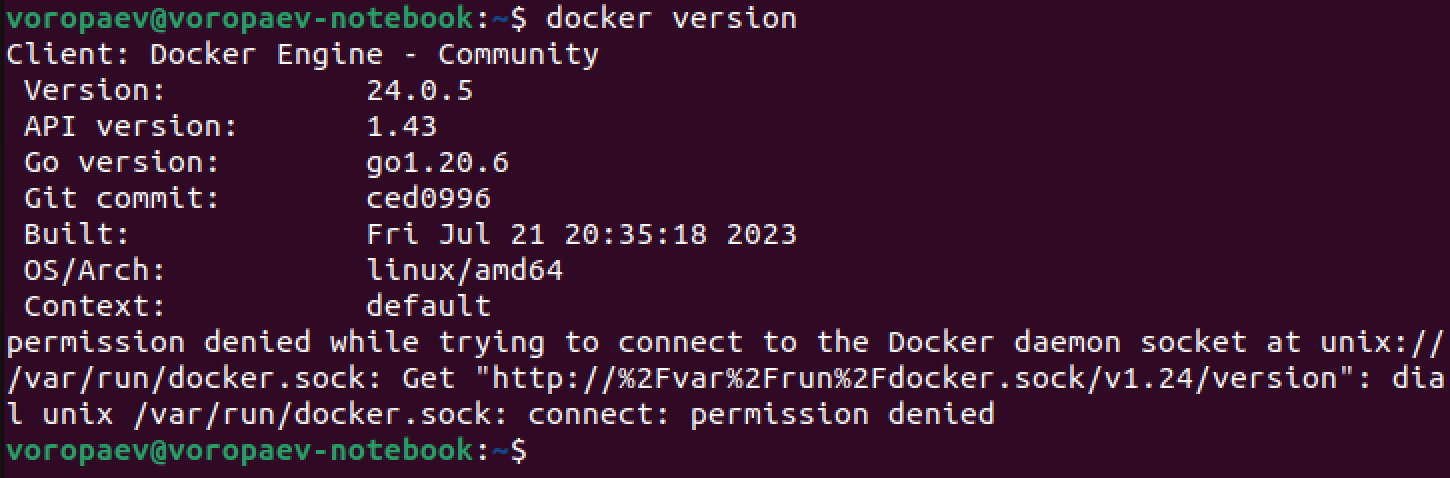 voropaev@voropaev-notebook:~$ docker version
Client: Docker Engine - Community
 Version:           24.0.5
 API version:       1.43
 Go version:        go1.20.6
 Git commit:        ced0996
 Built:             Fri Jul 21 20:35:18 2023
 OS/Arch:           linux/amd64
 Context:           default
permission denied while trying to connect to the Docker daemon socket at unix://
/var/run/docker.sock: Get "http://%2Fvar%2Frun%2Fdocker.sock/v1.24/version": dia
l unix /var/run/docker.sock: connect: permission denied
voropaev@voropaev-notebook:~$